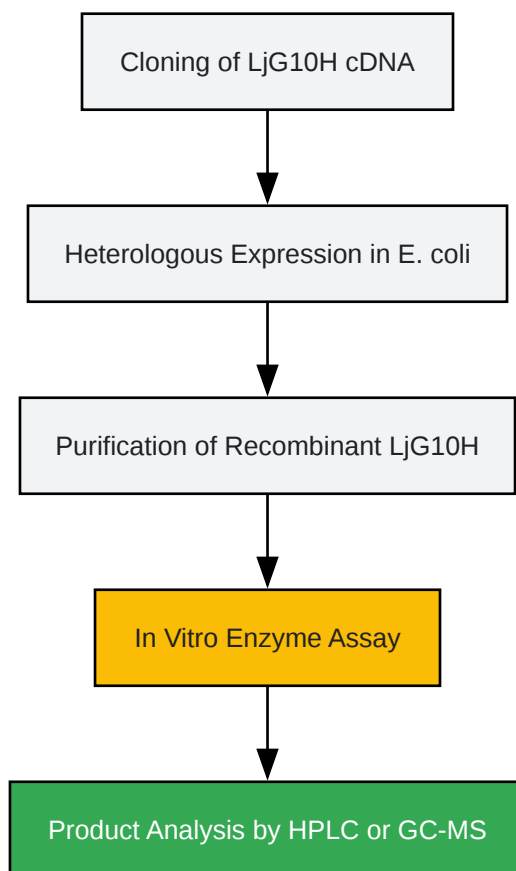 Cloning of LjG10H cDNA
Heterologous Expression in E. coli
Purification of Recombinant LjG10H
In Vitro Enzyme Assay
Product Analysis by HPLC or GC-MS